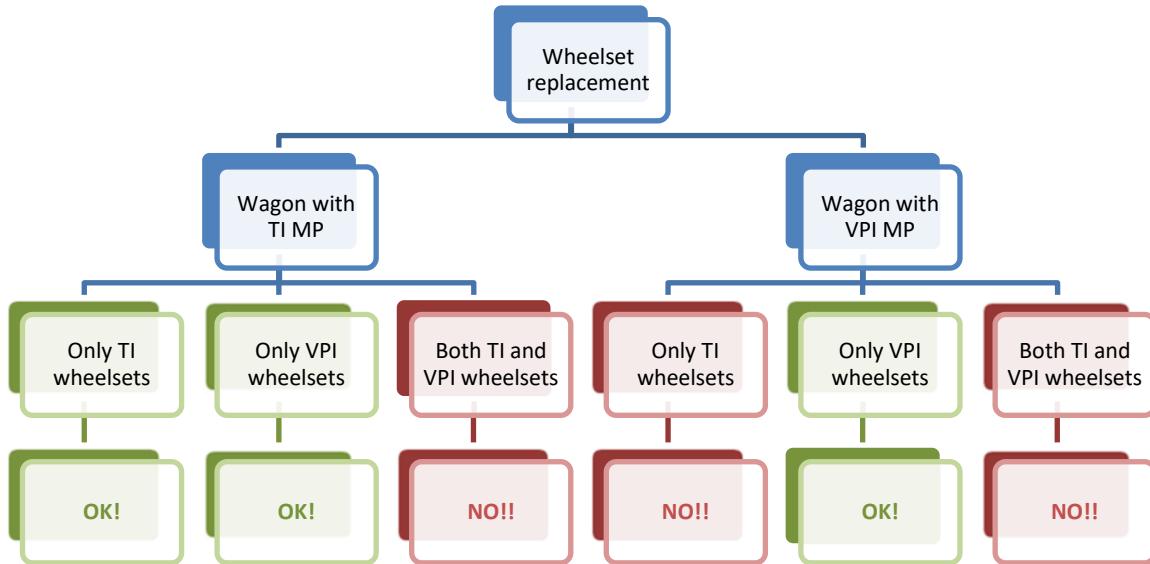 Wheelset
replacement
Wagon with
TI MP
Wagon with
VPI MP
Only TI
wheelsets
Only VPI
wheelsets
Both TI and
VPI wheelsets
Only TI
wheelsets
Only VPI
wheelsets
Both TI and
VPI wheelsets
OK!
OK!
NO!!
NO!!
OK!
NO!!